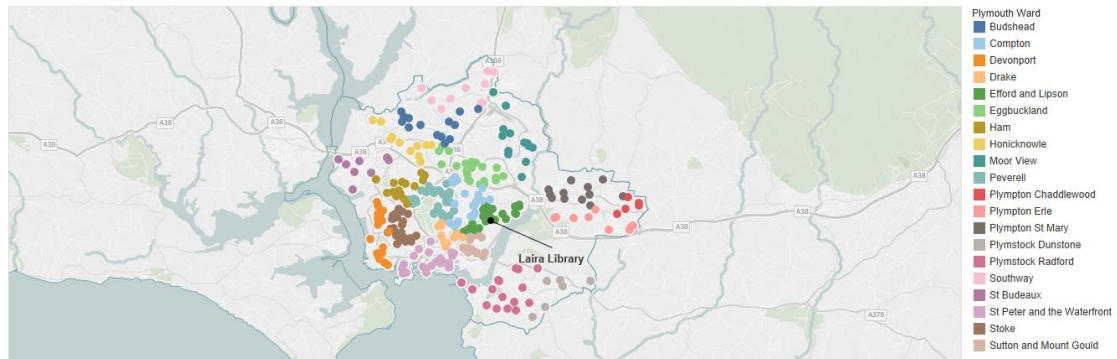 Plymouth Ward
Budshead
Compton
Devonport
Drake
Efford and Lipson
Eggbuckland
Ham
Honicknowle
Moor View
Peverell
Plympton Chaddlewood
Plympton Erle
Plympton St Mary
Plymstock Dunstone
Plymstock Radford
Southway
St Budeaux
St Peter and the Waterfront
Stoke
Sutton and Mount Gould
A386
A38
A38
A38
A38
A38
A38
A38
Laira Library
A379